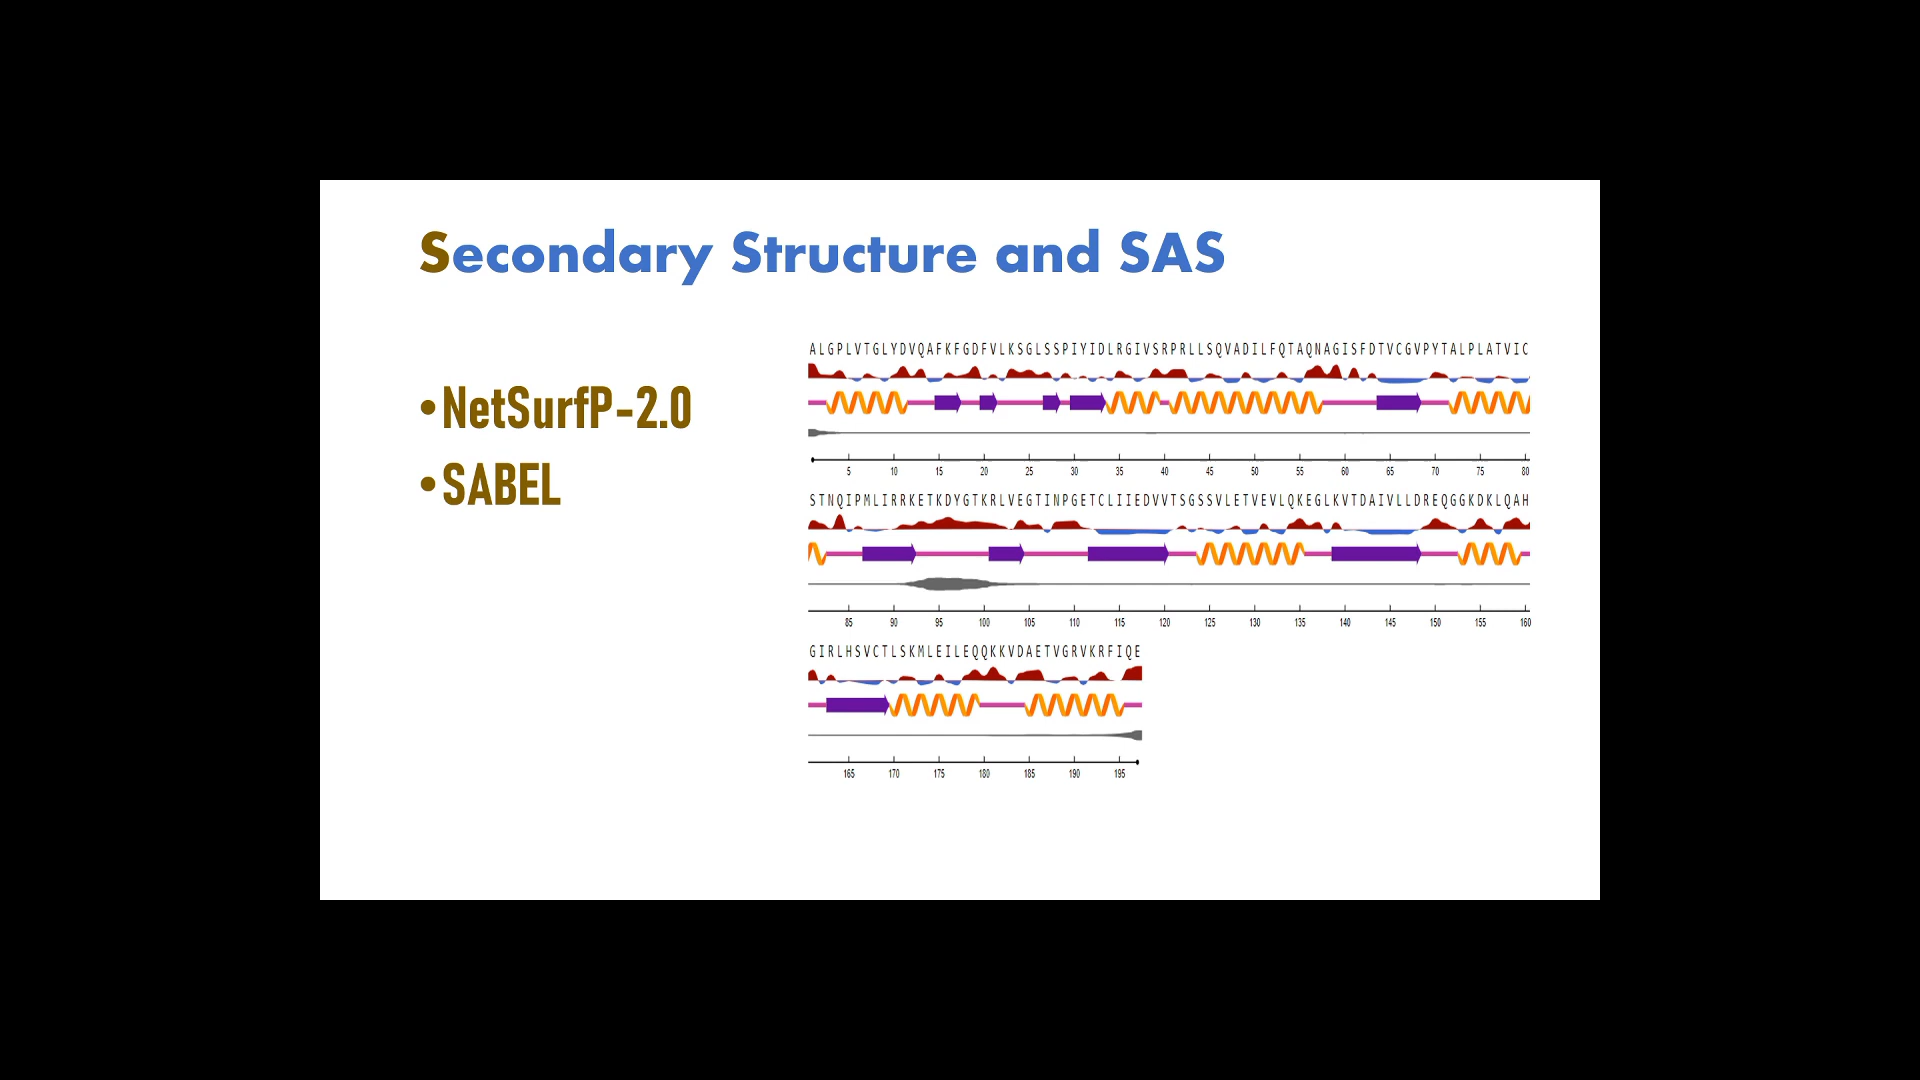 Secondary Structure and SAS
•NetSurfP-2.0
•SABEL
ALGPLVTGLYDVQAFKFGDFVLKSGLSSPIYIDLRGIVSRPRLLSQVADILFQTAQNAGISFDTVCGVPYTALPLATVIC
5 10 15 20 25 30 35 40 45 50 55 60 65 70 75 80
STNQIPMLIRRKETKDYGTKRLVEGTINPGETCLIIEDVVTSGSSVLETVEVLQKEGLKVTDAIVLLDREQGGKDKLQAH
85 90 95 100 105 110 115 120 125 130 135 140 145 150 155 160
GIRLHSVCTLSKMLEILEQQKKVDAETVGRVKRFIQE
165 170 175 180 185 190 195